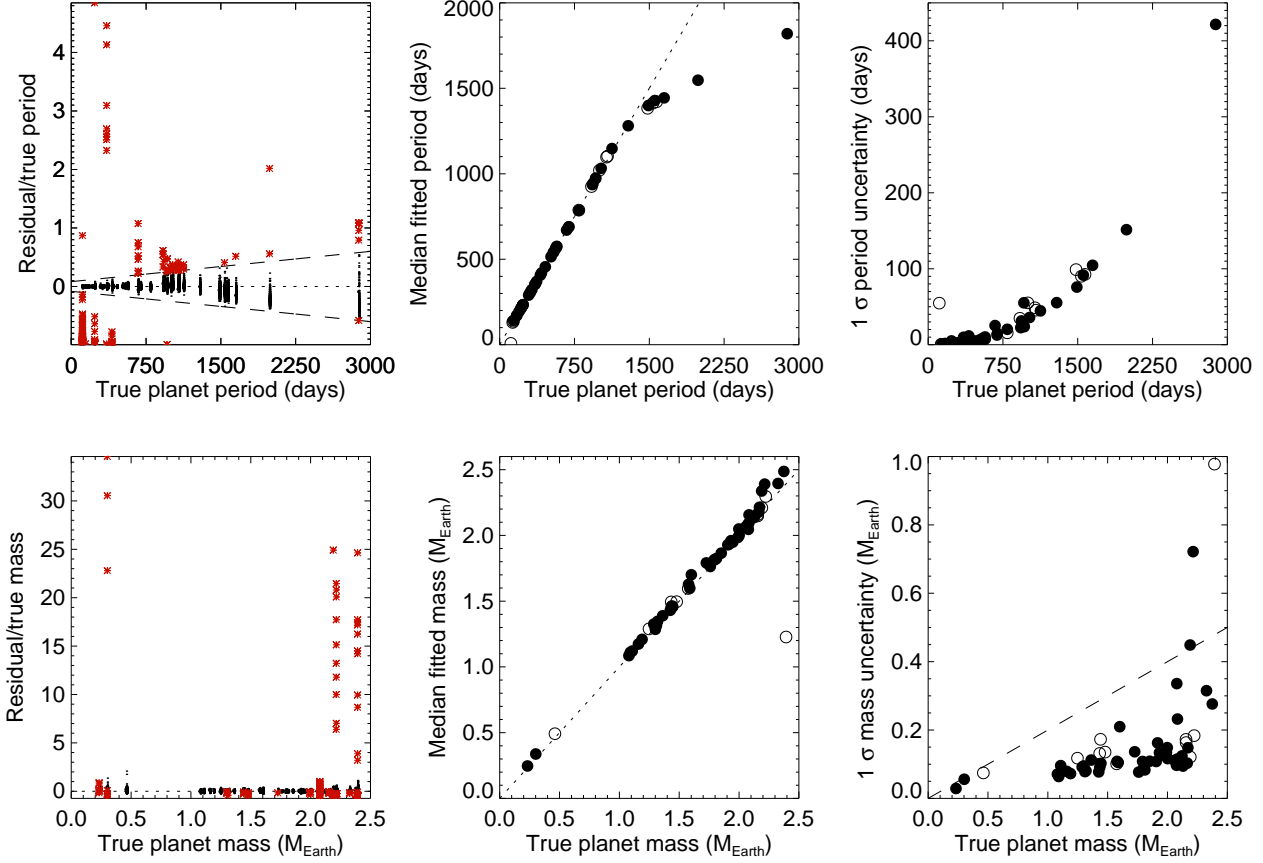 4
3
2
1
0
Residual/true period
0 750 1500 2250 3000
True planet period (days)
2000
1500
1000
500
0
Median fitted period (days)
0 750 1500 2250 3000
True planet period (days)
400
300
200
100
0
1 σ period uncertainty (days)
0 750 1500 2250 3000
True planet period (days)
30
25
20
15
10
5
0
Residual/true mass
0.0 0.5 1.0 1.5 2.0 2.5
True planet mass (M_Earth)
2.5
2.0
1.5
1.0
0.5
0.0
Median fitted mass (M_Earth)
0.0 0.5 1.0 1.5 2.0 2.5
True planet mass (M_Earth)
1.0
0.8
0.6
0.4
0.2
0.0
1 σ mass uncertainty (M_Earth)
0.0 0.5 1.0 1.5 2.0 2.5
True planet mass (M_Earth)